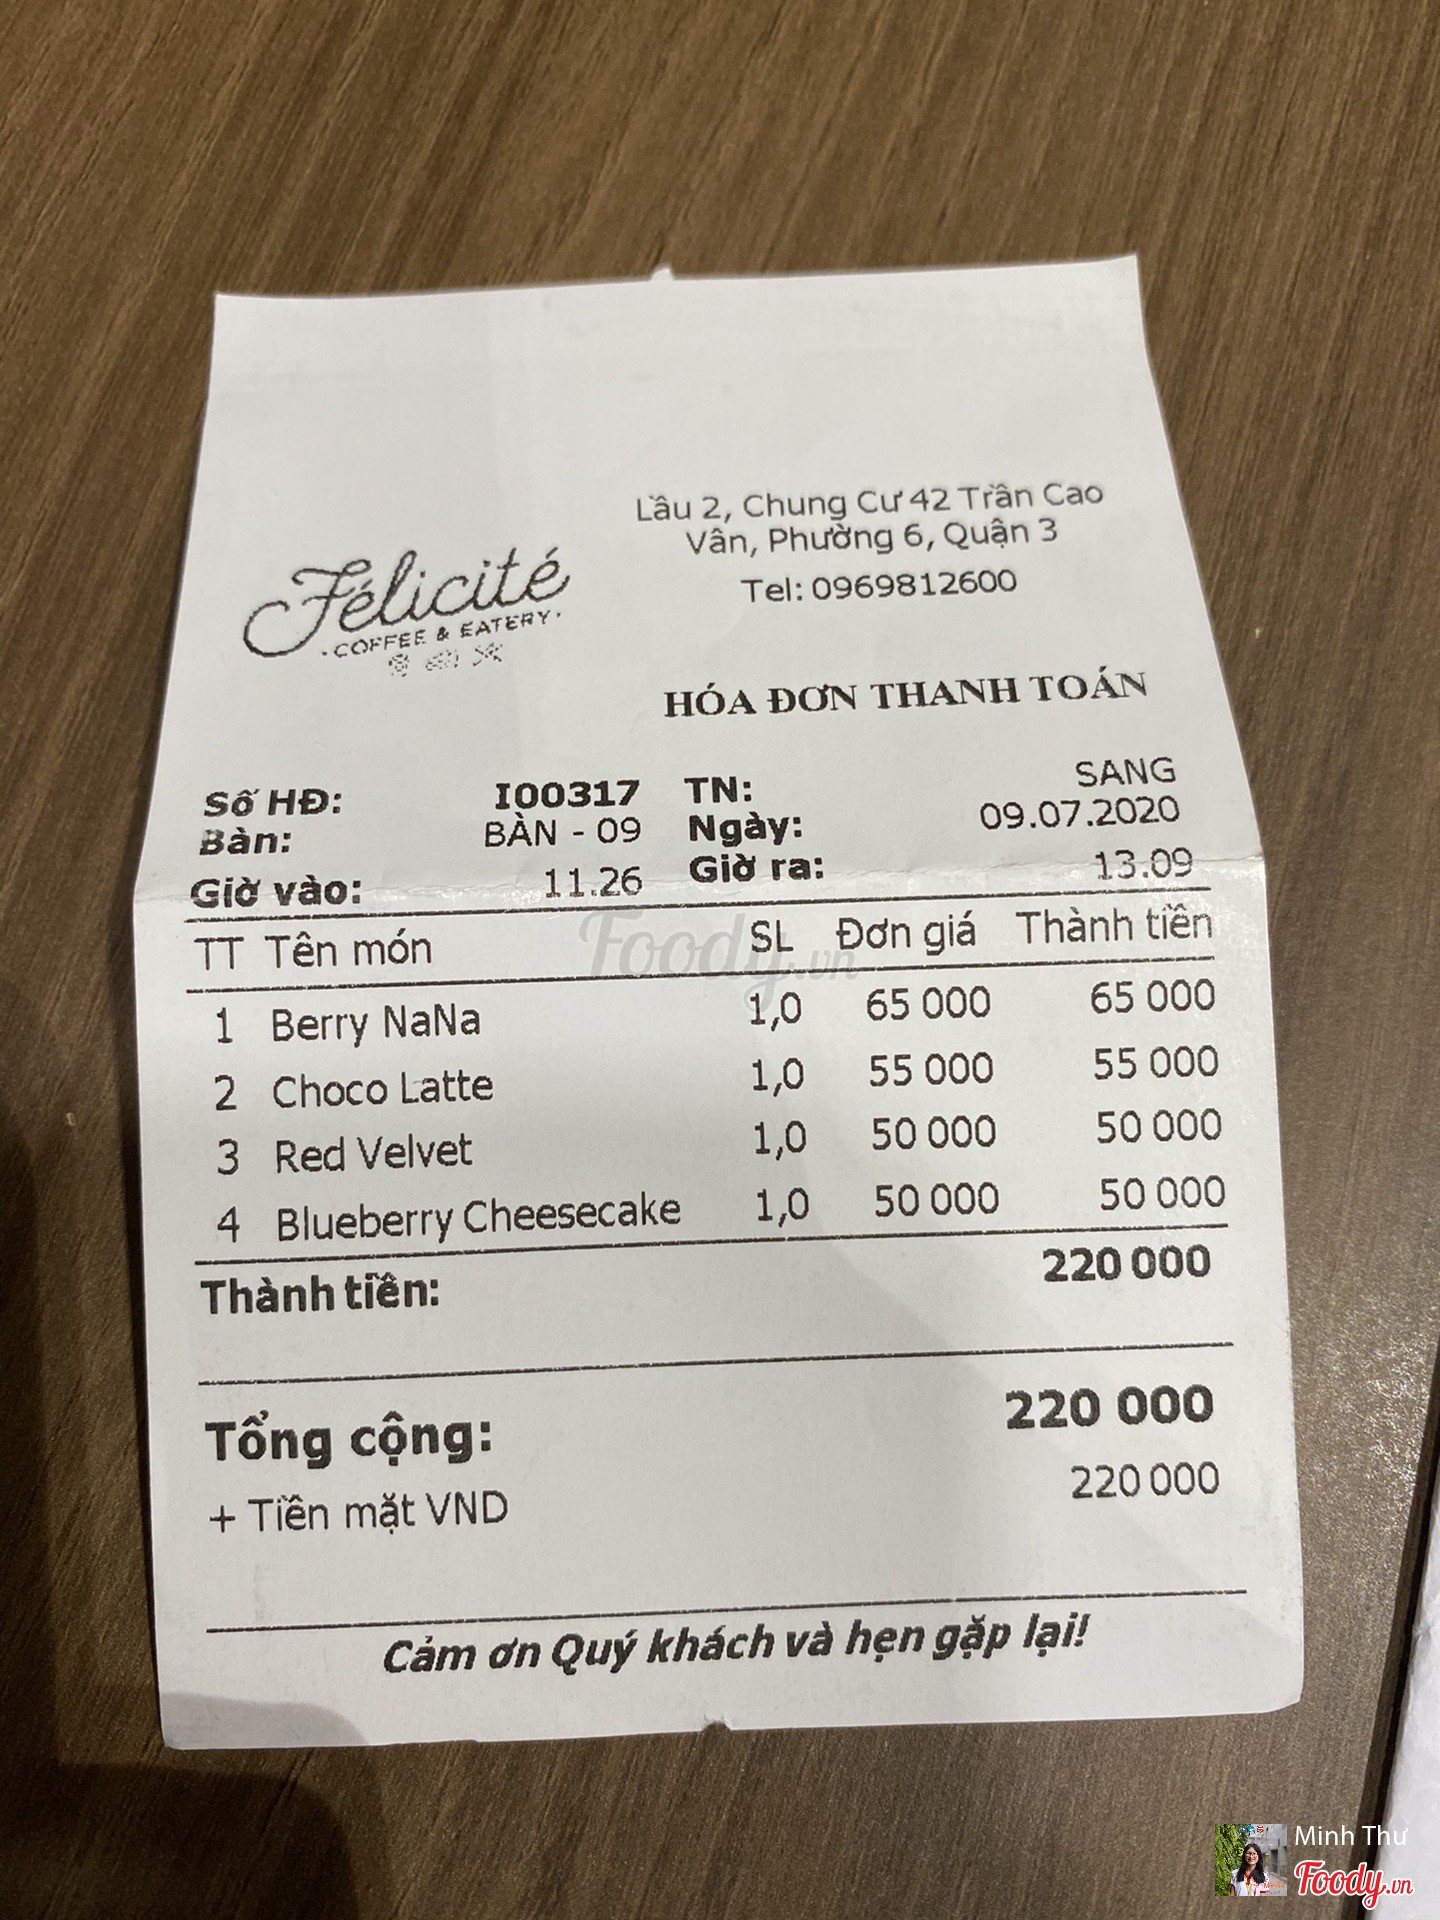 Lầu 2, Chung Cư 42 Trần Cao
Vân, Phường 6, Quận 3
Tel: 0969812600
Félicité
·COFFEE & EATERY·
HÓA ĐƠN THANH TOÁN
Số HĐ: I00317 TN: SANG
Bàn: BÀN - 09 Ngày: 09.07.2020
Giờ vào: 11.26 Giờ ra: 13.09
TT Tên món SL Đơn giá Thành tiền
1 Berry NaNa 1,0 65 000 65 000
2 Choco Latte 1,0 55 000 55 000
3 Red Velvet 1,0 50 000 50 000
4 Blueberry Cheesecake 1,0 50 000 50 000
Thành tiền: 220 000
Tổng cộng: 220 000
+ Tiền mặt VND 220 000
Cảm ơn Quý khách và hẹn gặp lại!
Foody.vn
Minh Thư
Foody.vn